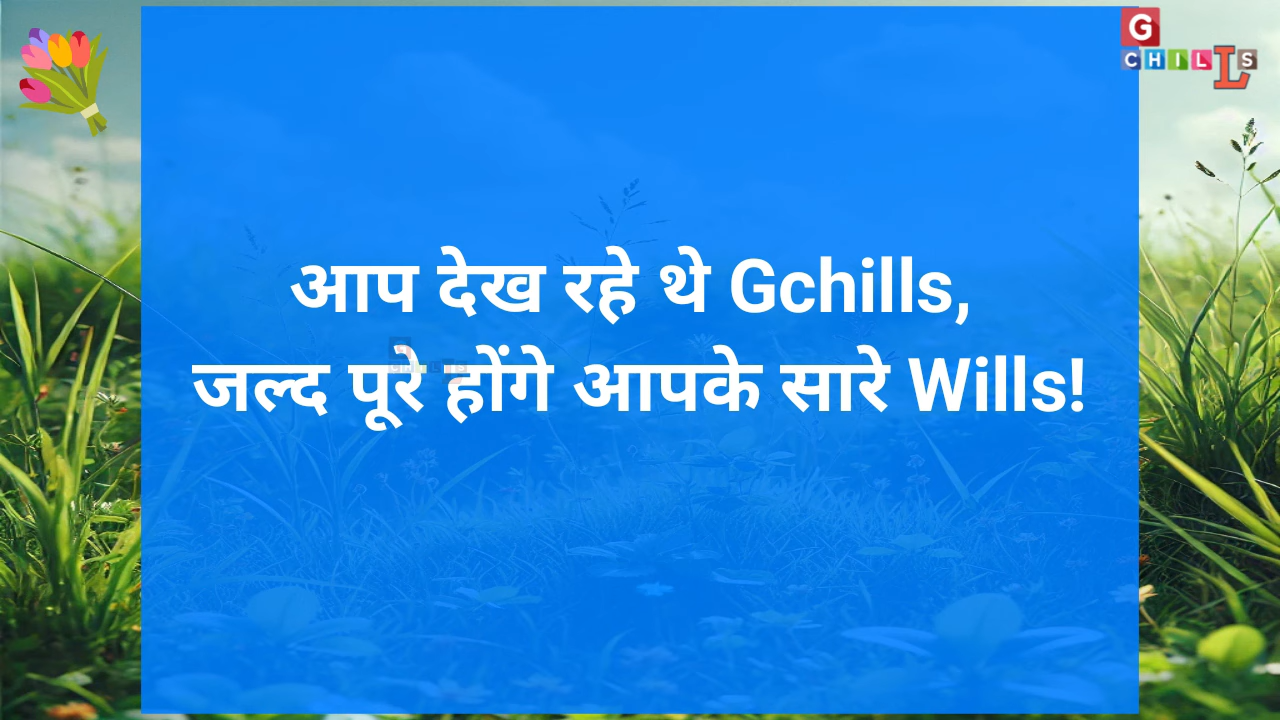 G
CHILLS
आप देख रहे थे Gchills,
जल्द पूरे होंगे आपके सारे Wills!